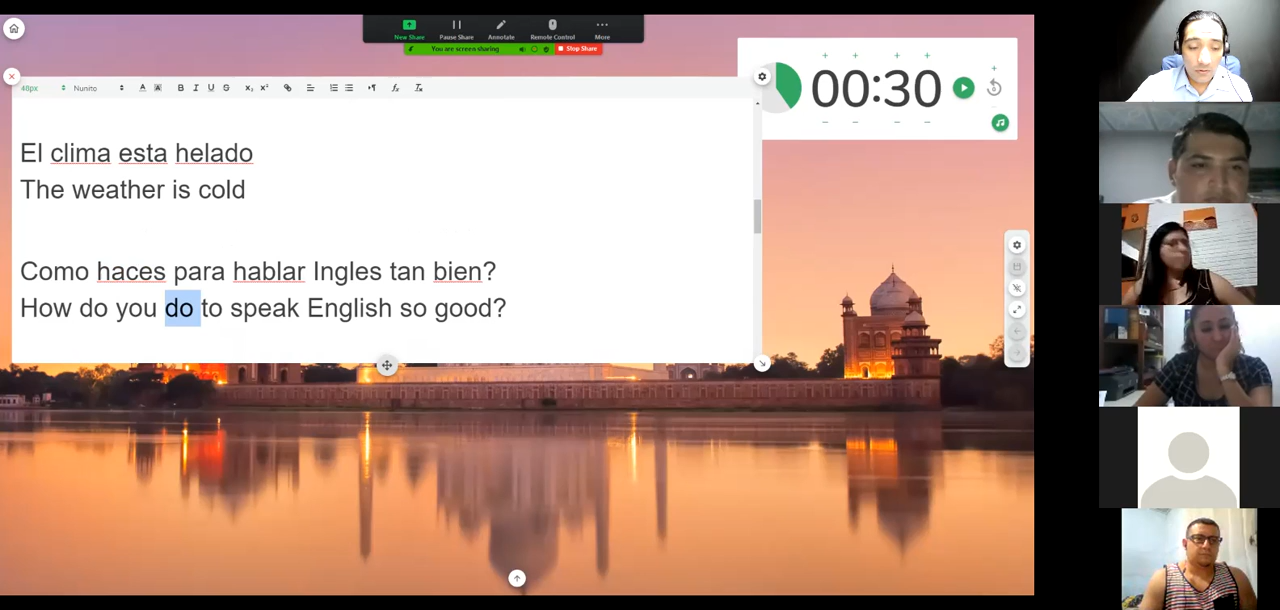 New Share
Pause Share
Annotate
Remote Control
More
You are screen sharing
Stop Share
48px
Nunito
00:30
El clima esta helado
The weather is cold
Como haces para hablar Ingles tan bien?
How do you do to speak English so good?